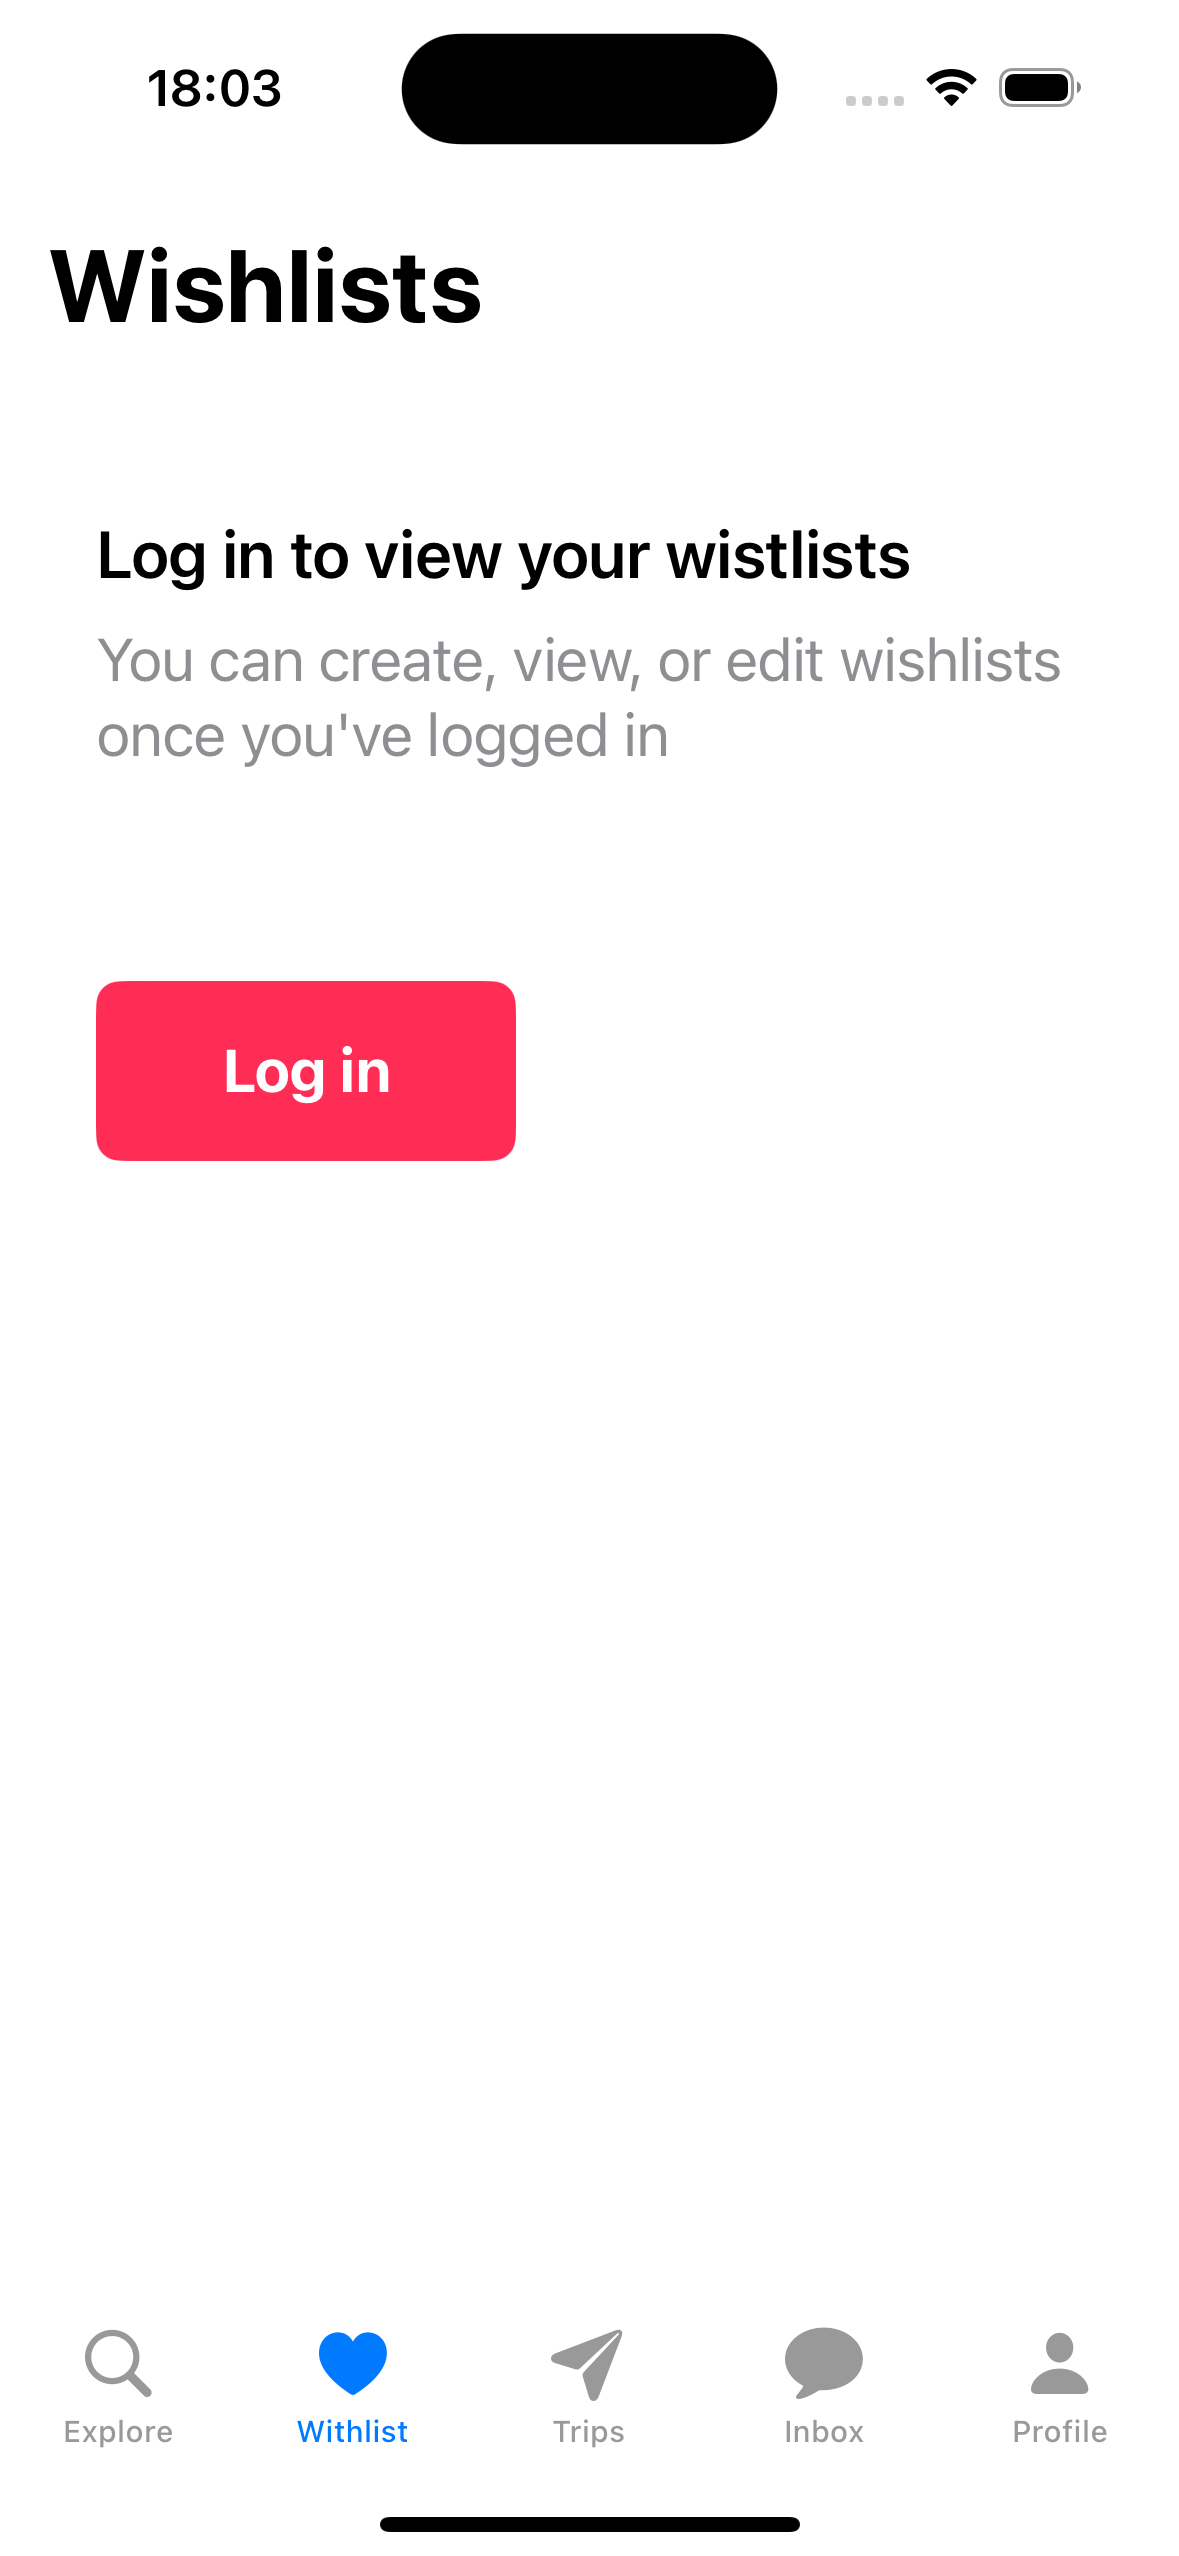 18:03
Wishlists
Log in to view your wistlists
You can create, view, or edit wishlists
once you've logged in
Log in
Explore
Withlist
Trips
Inbox
Profile